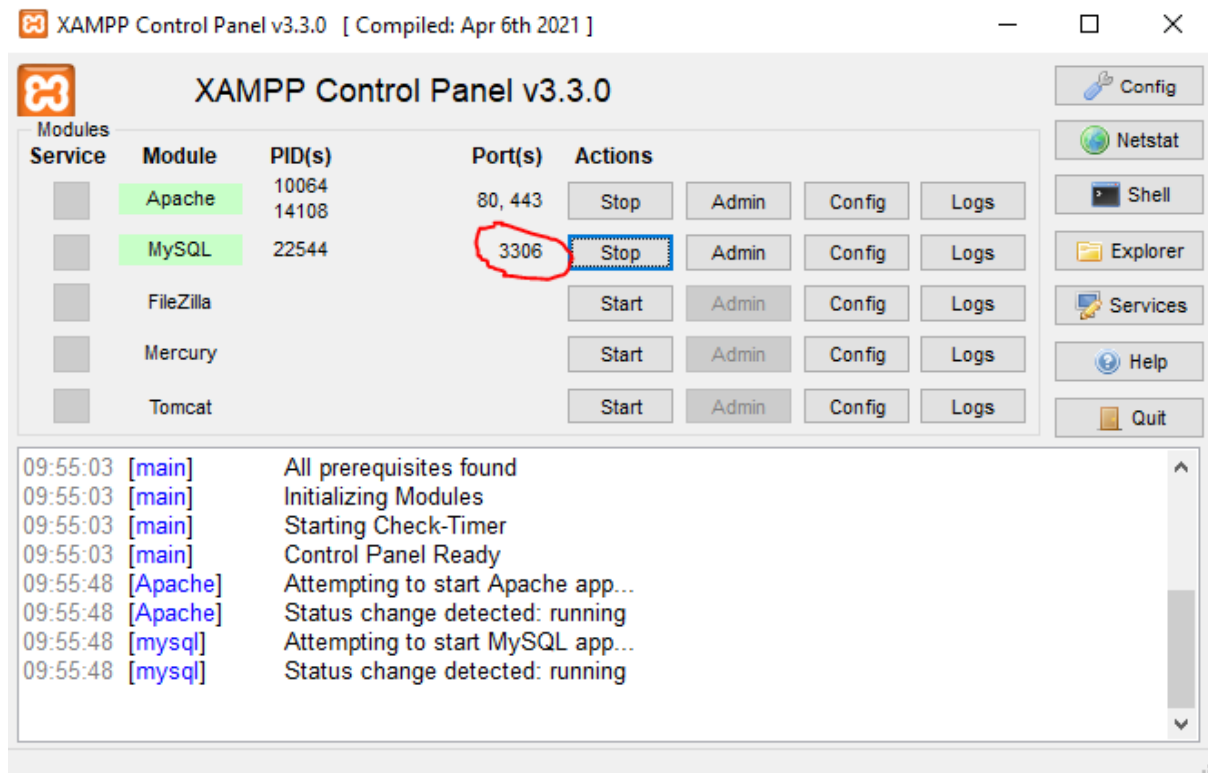 XAMPP Control Panel v3.3.0 [ Compiled: Apr 6th 2021 ]
XAMPP Control Panel v3.3.0
Config
Modules
Service Module PID(s) Port(s) Actions
Netstat
Apache 10064 14108 80, 443 Stop Admin Config Logs
Shell
MySQL 22544 3306 Stop Admin Config Logs
Explorer
FileZilla Start Admin Config Logs
Services
Mercury Start Admin Config Logs
Help
Tomcat Start Admin Config Logs
Quit
09:55:03 [main] All prerequisites found
09:55:03 [main] Initializing Modules
09:55:03 [main] Starting Check-Timer
09:55:03 [main] Control Panel Ready
09:55:48 [Apache] Attempting to start Apache app...
09:55:48 [Apache] Status change detected: running
09:55:48 [mysql] Attempting to start MySQL app...
09:55:48 [mysql] Status change detected: running